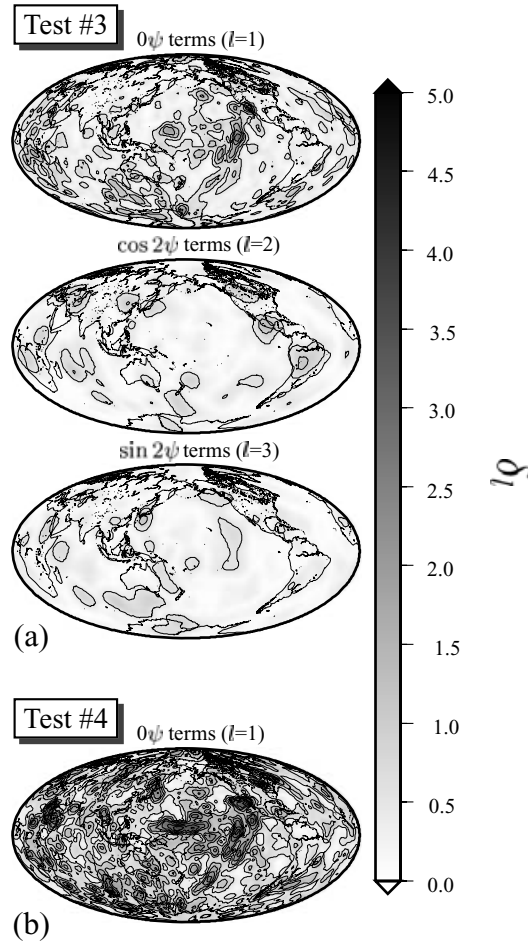 Test #3
0ψ terms (l=1)
cos 2ψ terms (l=2)
sin 2ψ terms (l=3)
(a)
Test #4
0ψ terms (l=1)
(b)
5.0
4.5
4.0
3.5
3.0
2.5
2.0
1.5
1.0
0.5
0.0